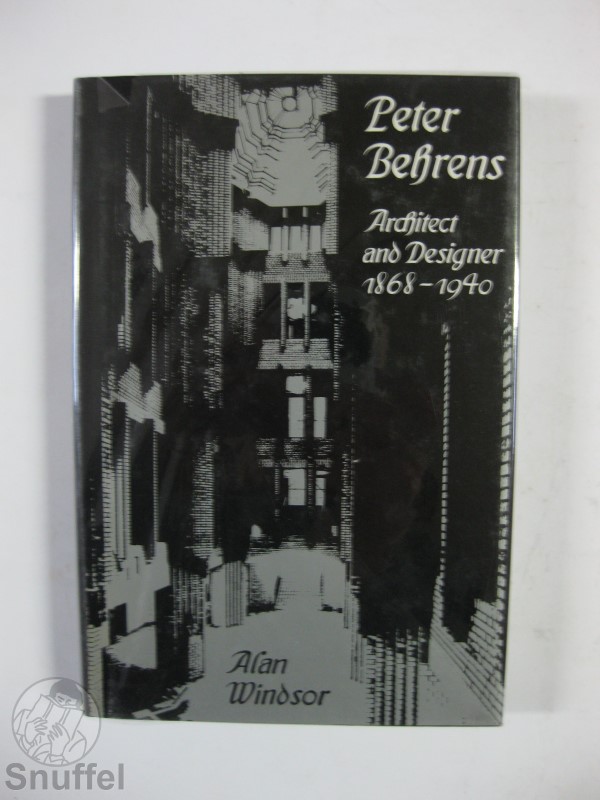 Peter
Behrens
Architect
and Designer
1868-1940
Alan
Windsor
Snuffel